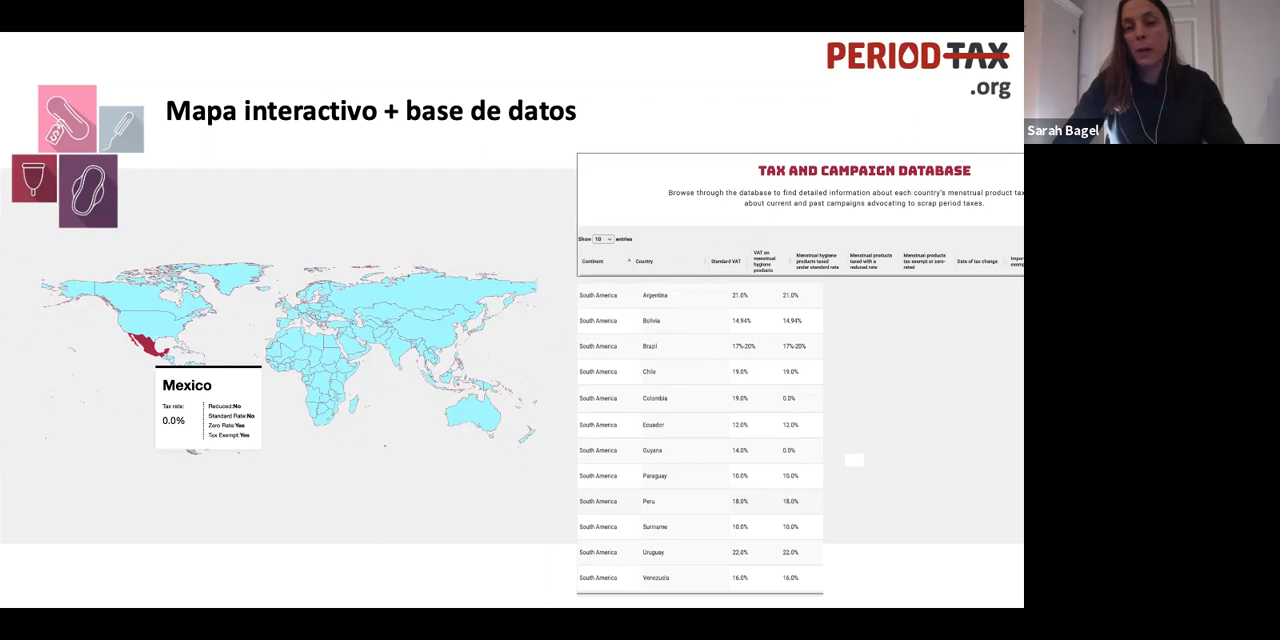 PERIODTAX
.org
Sarah Bagel
Mapa interactivo + base de datos
$
TAX AND CAMPAIGN DATABASE
Browse through the database to find detailed information about each country's menstrual product tax
about current and past campaigns advocating to scrap period taxes.
Show 10 entries
Continent Country Standard VAT VAT on menstrual hygiene products Menstrual hygiene products taxed under standard rate Menstrual products taxed with a reduced rate Menstrual products tax exempt or zero-rated Date of tax change
South America Argentina 21.0% 21.0%
South America Bolivia 14.94% 14.94%
South America Brazil 17%-20% 17%-20%
South America Chile 19.0% 19.0%
South America Colombia 19.0% 0.0%
South America Ecuador 12.0% 12.0%
South America Guyana 14.0% 0.0%
South America Paraguay 10.0% 10.0%
South America Peru 18.0% 18.0%
South America Suriname 10.0% 10.0%
South America Uruguay 22.0% 22.0%
South America Venezuela 16.0% 16.0%
Mexico
Tax rate:
0.0%
Reduced:No
Standard Rate:No
Zero Rate:Yes
Tax Exempt:Yes